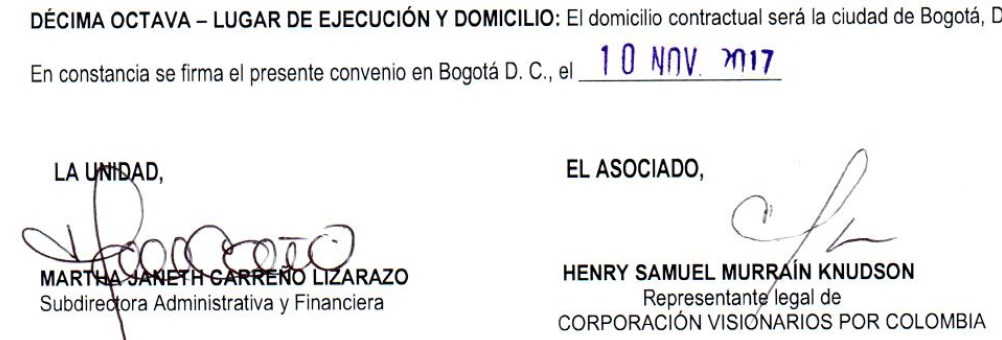 DÉCIMA OCTAVA – LUGAR DE EJECUCIÓN Y DOMICILIO: El domicilio contractual será la ciudad de Bogotá, D
En constancia se firma el presente convenio en Bogotá D. C., el 10 NOV. 2017
LA UNIDAD,
EL ASOCIADO,
MARTHA JANETH CARREÑO LIZARAZO
Subdirectora Administrativa y Financiera
HENRY SAMUEL MURRAÍN KNUDSON
Representante legal de
CORPORACIÓN VISIONARIOS POR COLOMBIA